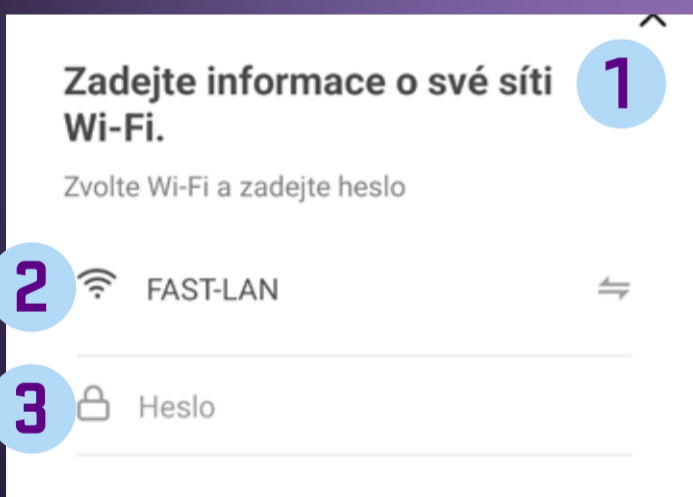 Zadejte informace o své síti
Wi-Fi.
1
Zvolte Wi-Fi a zadejte heslo
2 FAST-LAN
3 Heslo